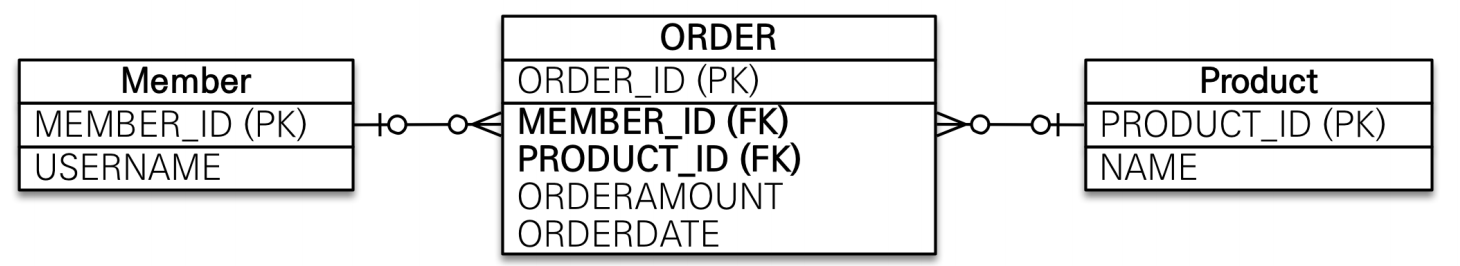 Member
MEMBER_ID (PK)
USERNAME
ORDER
ORDER_ID (PK)
MEMBER_ID (FK)
PRODUCT_ID (FK)
ORDERAMOUNT
ORDERDATE
Product
PRODUCT_ID (PK)
NAME